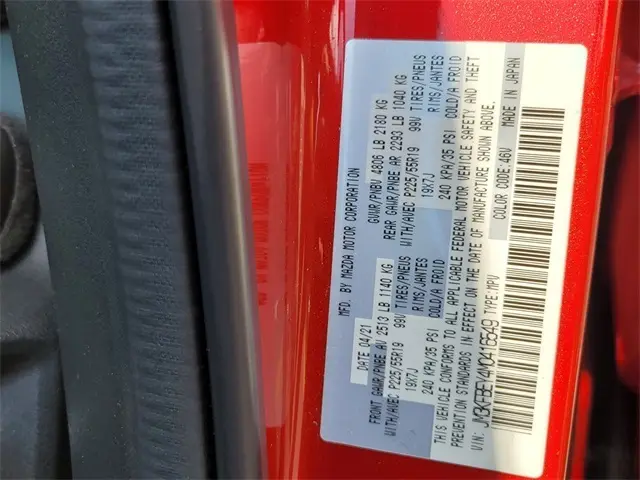 MFD. BY MAZDA MOTOR CORPORATION
DATE 04/21 GVWR/PNBV 4806 LB 2180 KG
FRONT GAWR/PNBE AV 2513 LB 1140 KG REAR GAWR/PNBE AR 2293 LB 1040 KG
WITH/AVEC P225/55R19 99V TIRES/PNEUS WITH/AVEC P225/55R19 99V TIRES/PNEUS
19X7J RIMS/JANTES 19X7J RIMS/JANTES
240 KPA/35 PSI COLD/A FROID 240 KPA/35 PSI COLD/A FROID
THIS VEHICLE CONFORMS TO ALL APPLICABLE FEDERAL MOTOR VEHICLE SAFETY AND THEFT
PREVENTION STANDARDS IN EFFECT ON THE DATE OF MANUFACTURE SHOWN ABOVE.
VIN: TYPE:MPV COLOR CODE:46V MADE IN JAPAN